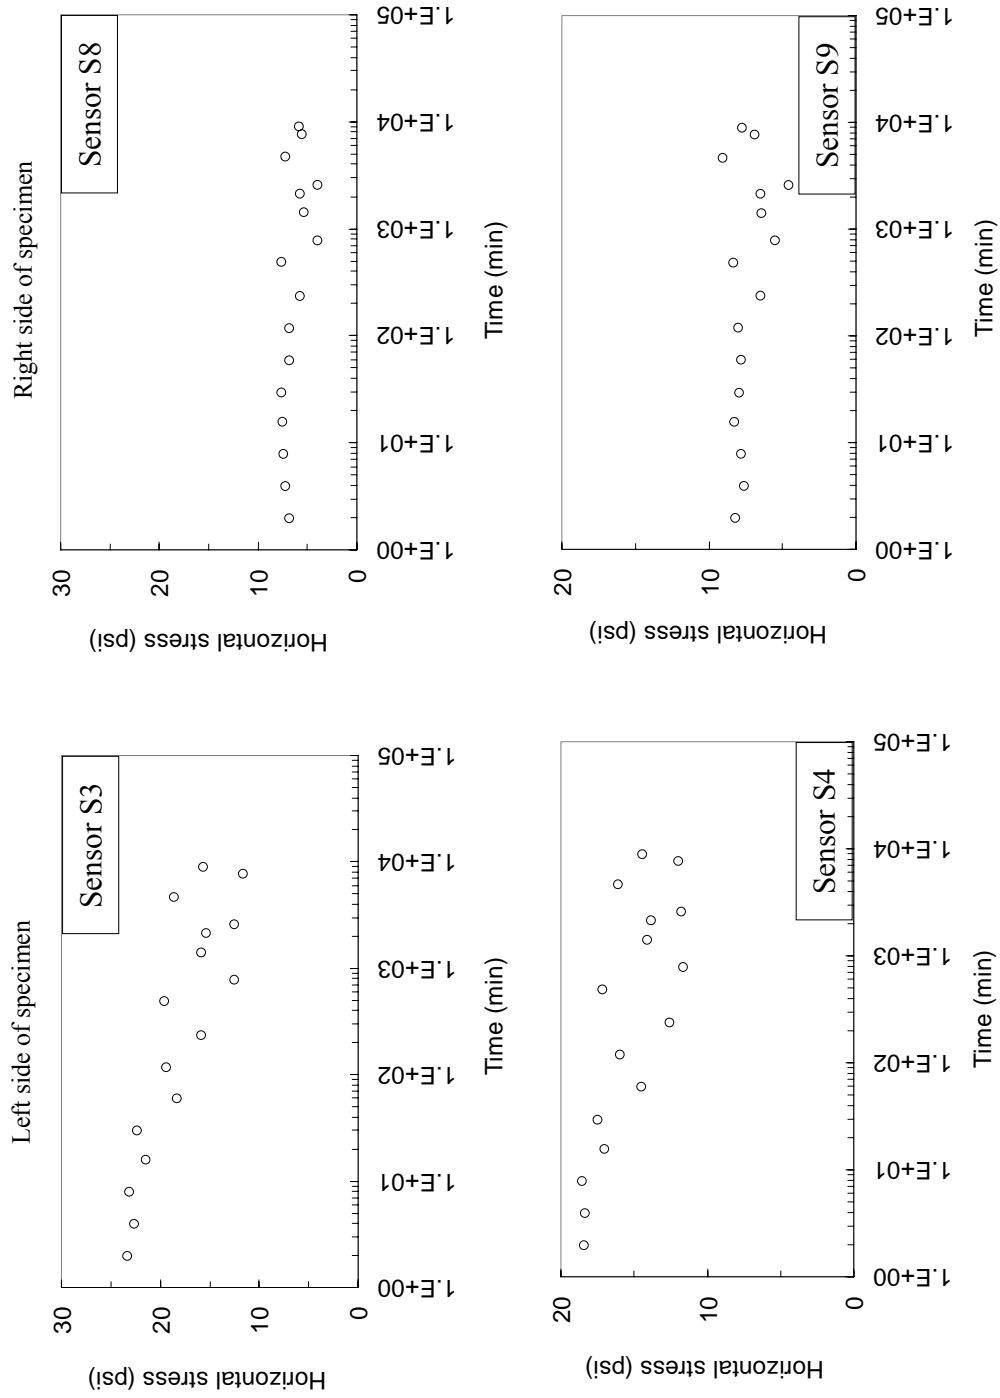 Left side of specimen
Right side of specimen
Sensor S3
Horizontal stress (psi)
30
20
10
0
1.E+00
1.E+01
1.E+02
1.E+03
1.E+04
1.E+05
Time (min)
Sensor S8
Horizontal stress (psi)
30
20
10
0
1.E+00
1.E+01
1.E+02
1.E+03
1.E+04
1.E+05
Time (min)
Sensor S4
Horizontal stress (psi)
20
10
0
1.E+00
1.E+01
1.E+02
1.E+03
1.E+04
1.E+05
Time (min)
Sensor S9
Horizontal stress (psi)
20
10
0
1.E+00
1.E+01
1.E+02
1.E+03
1.E+04
1.E+05
Time (min)